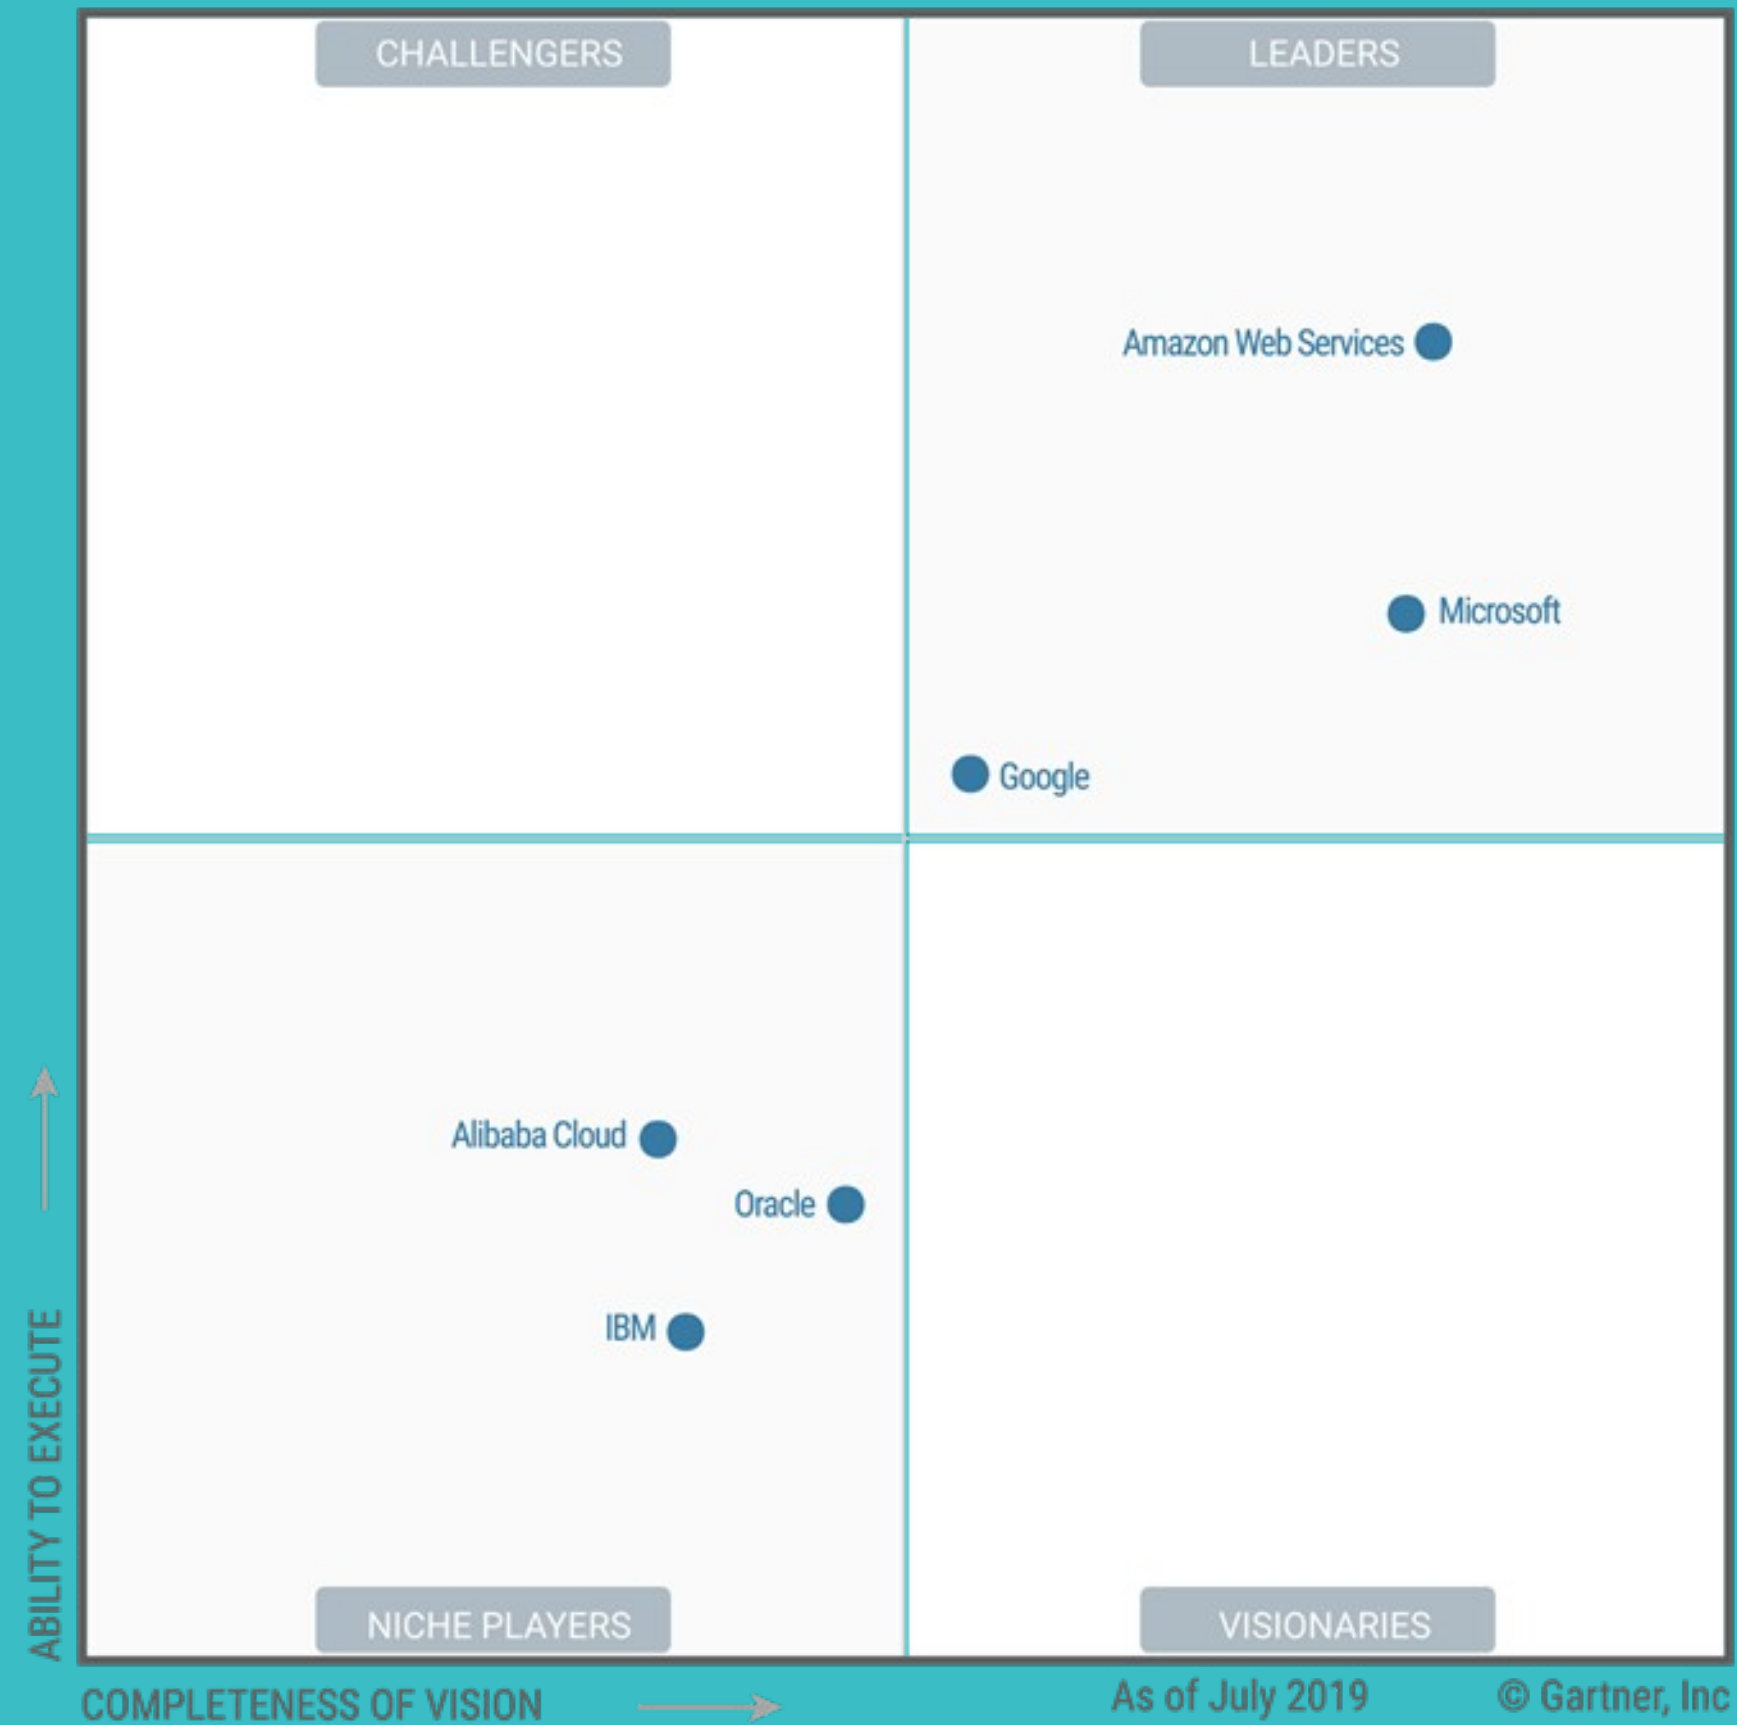 CHALLENGERS
LEADERS
Amazon Web Services
Microsoft
Google
Alibaba Cloud
Oracle
IBM
NICHE PLAYERS
VISIONARIES
ABILITY TO EXECUTE
COMPLETENESS OF VISION
As of July 2019
© Gartner, Inc